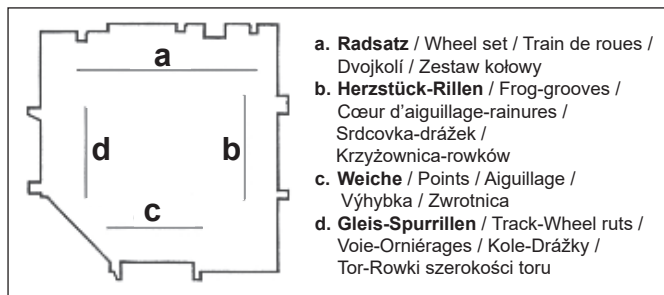 a
d
b
c
a. Radsatz / Wheel set / Train de roues /
Dvojkolí / Zestaw kołowy
b. Herzstück-Rillen / Frog-grooves /
Cœur d'aiguillage-rainures /
Srdcovka-drážek /
Krzyżownica-rowków
c. Weiche / Points / Aiguillage /
Výhybka / Zwrotnica
d. Gleis-Spurrillen / Track-Wheel ruts /
Voie-Orniérages / Kole-Drážky /
Tor-Rowki szerokości toru